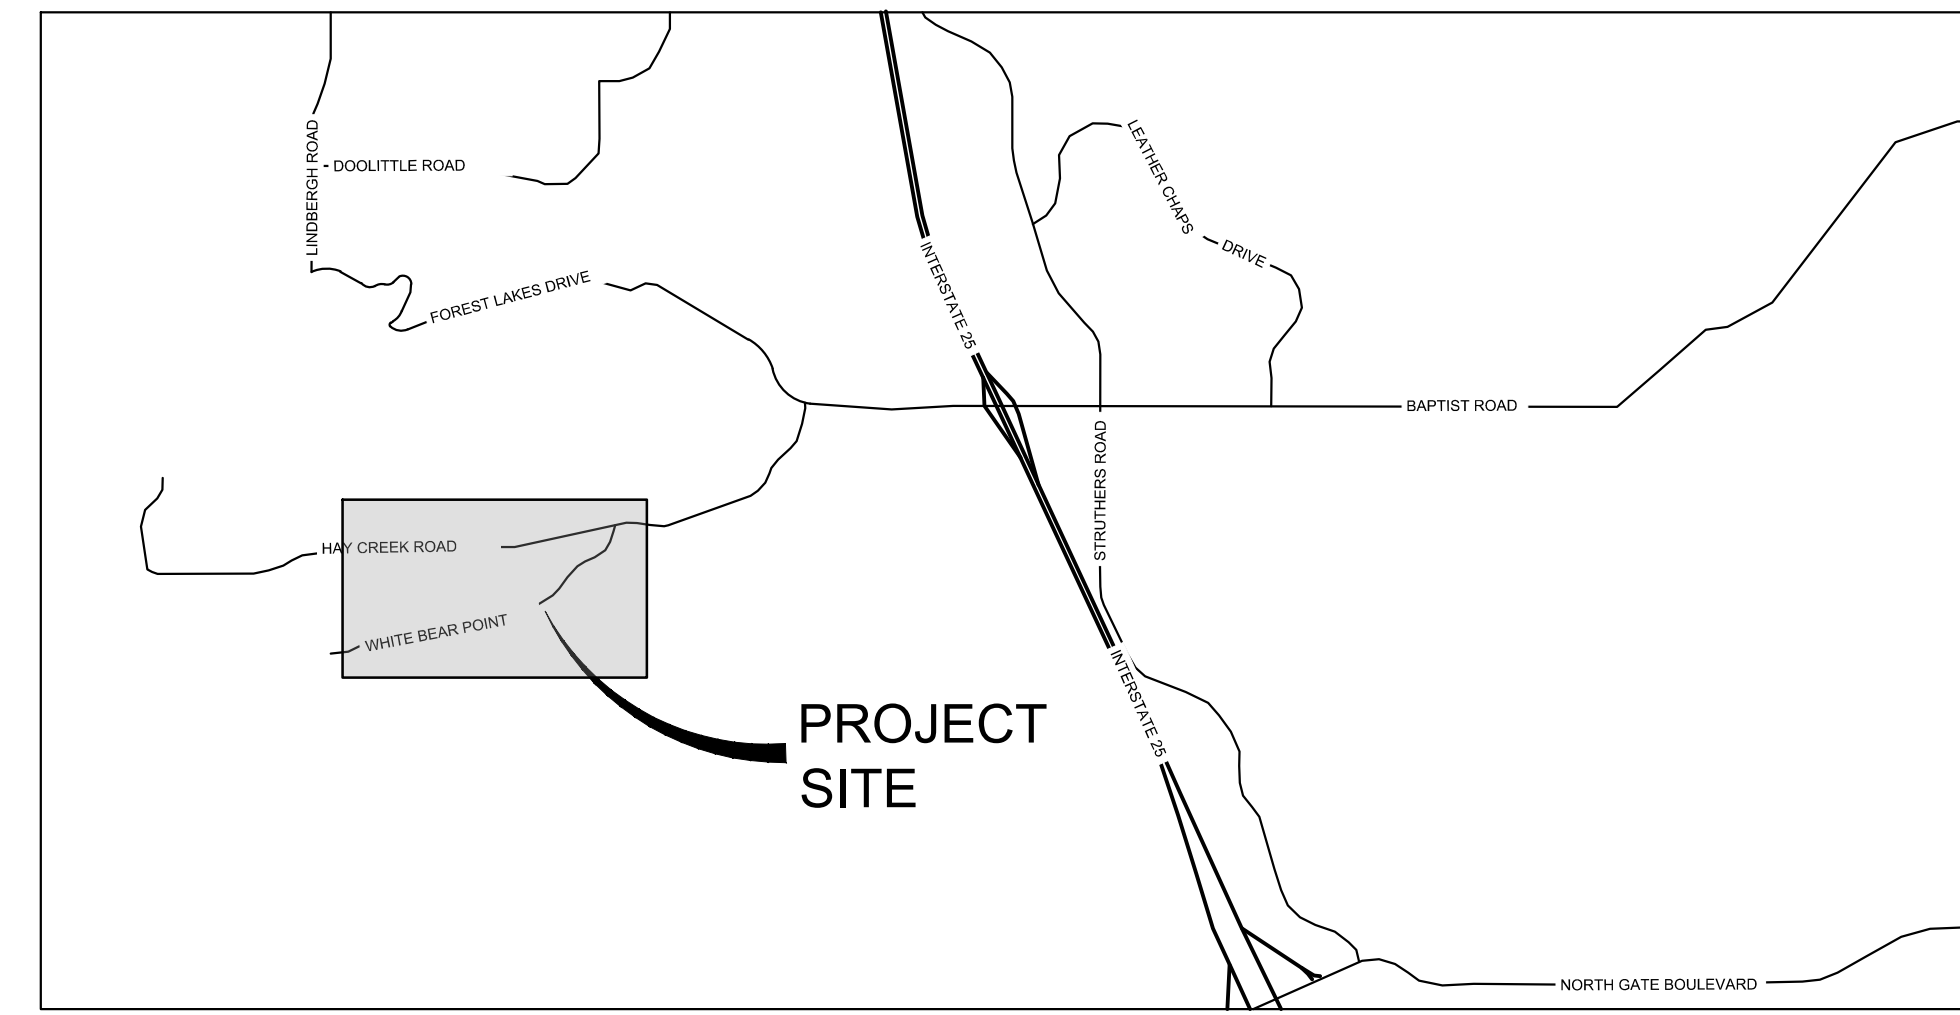 LINDBERGH ROAD
DOOLITTLE ROAD
LEATHER CHAPS
DRIVE
INTERSTATE 25
FOREST LAKES DRIVE
BAPTIST ROAD
STRUTHERS ROAD
HAY CREEK ROAD
WHITE BEAR POINT
INTERSTATE 25
PROJECT
SITE
NORTH GATE BOULEVARD